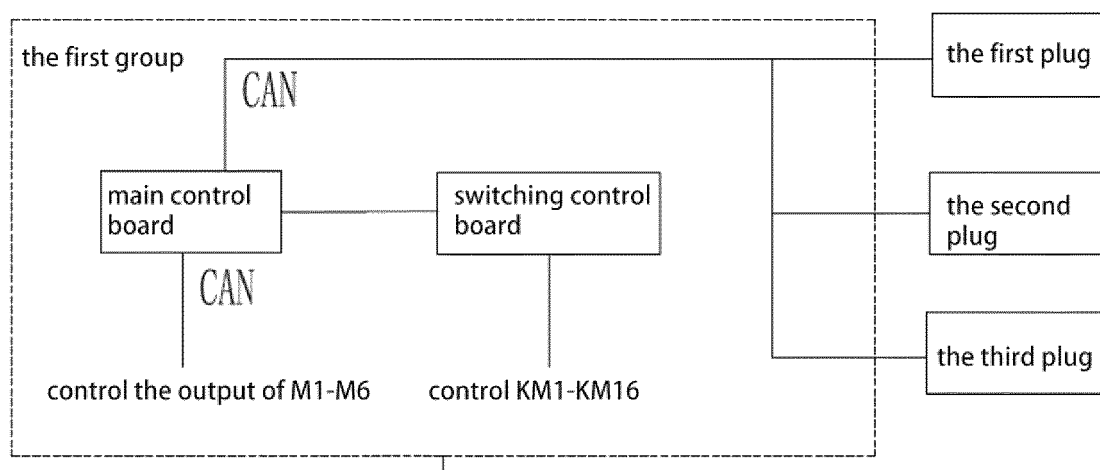 the first group
CAN
the first plug
main control
board
switching control
board
the second
plug
CAN
the third plug
control the output of M1-M6
control KM1-KM16